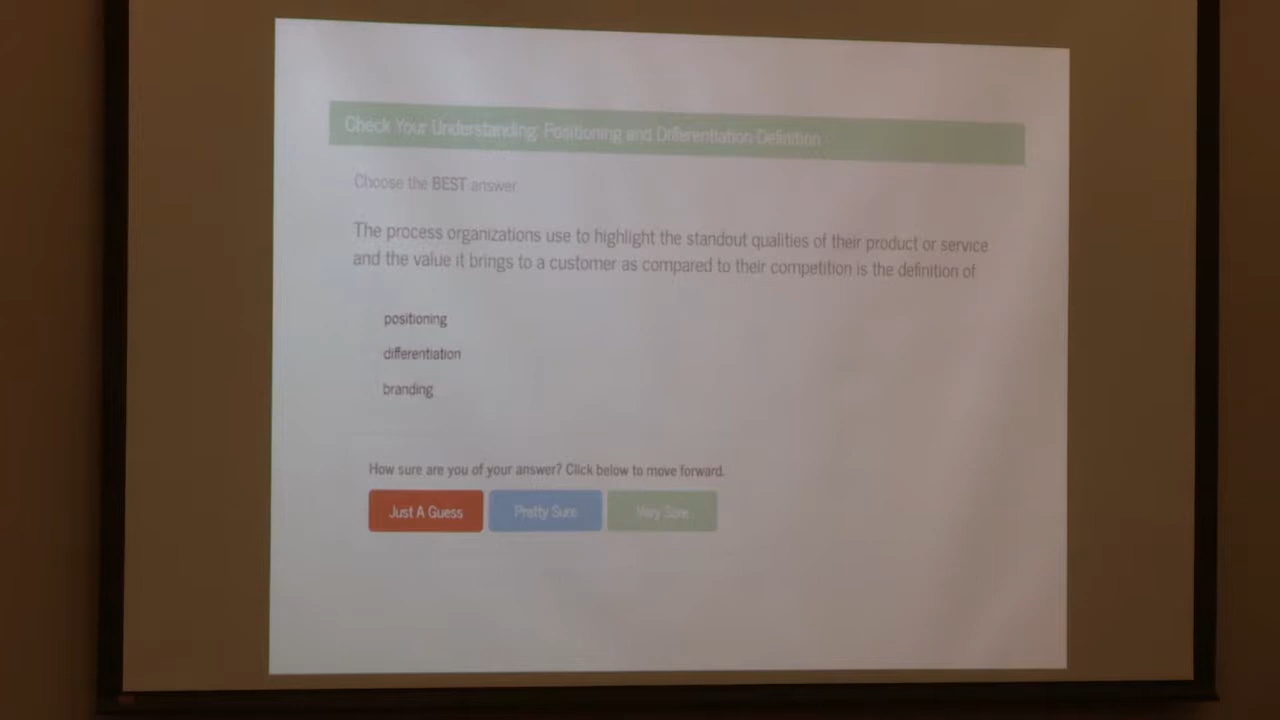 Check Your Understanding: Positioning and Differentiation Definition
Choose the BEST answer
The process organizations use to highlight the standout qualities of their product or service
and the value it brings to a customer as compared to their competition is the definition of
positioning
differentiation
branding
How sure are you of your answer? Click below to move forward.
Just A Guess
Pretty Sure
Very Sure